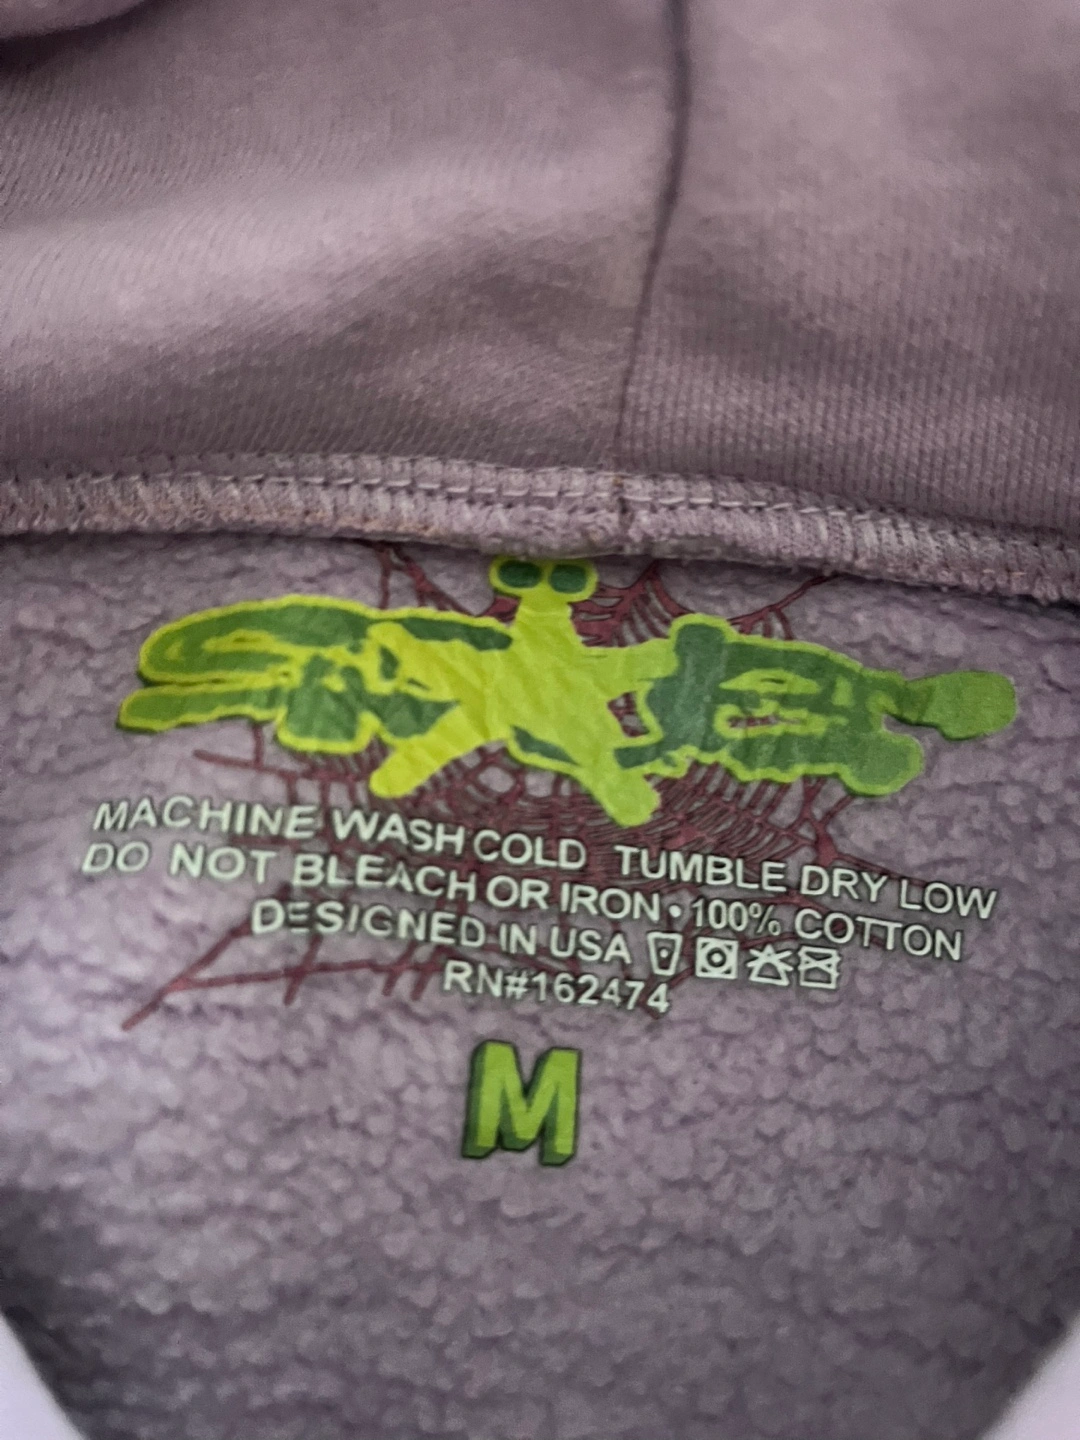 MACHINE WASH COLD TUMBLE DRY LOW
DO NOT BLEACH OR IRON • 100% COTTON
DESIGNED IN USA
RN#162474
M